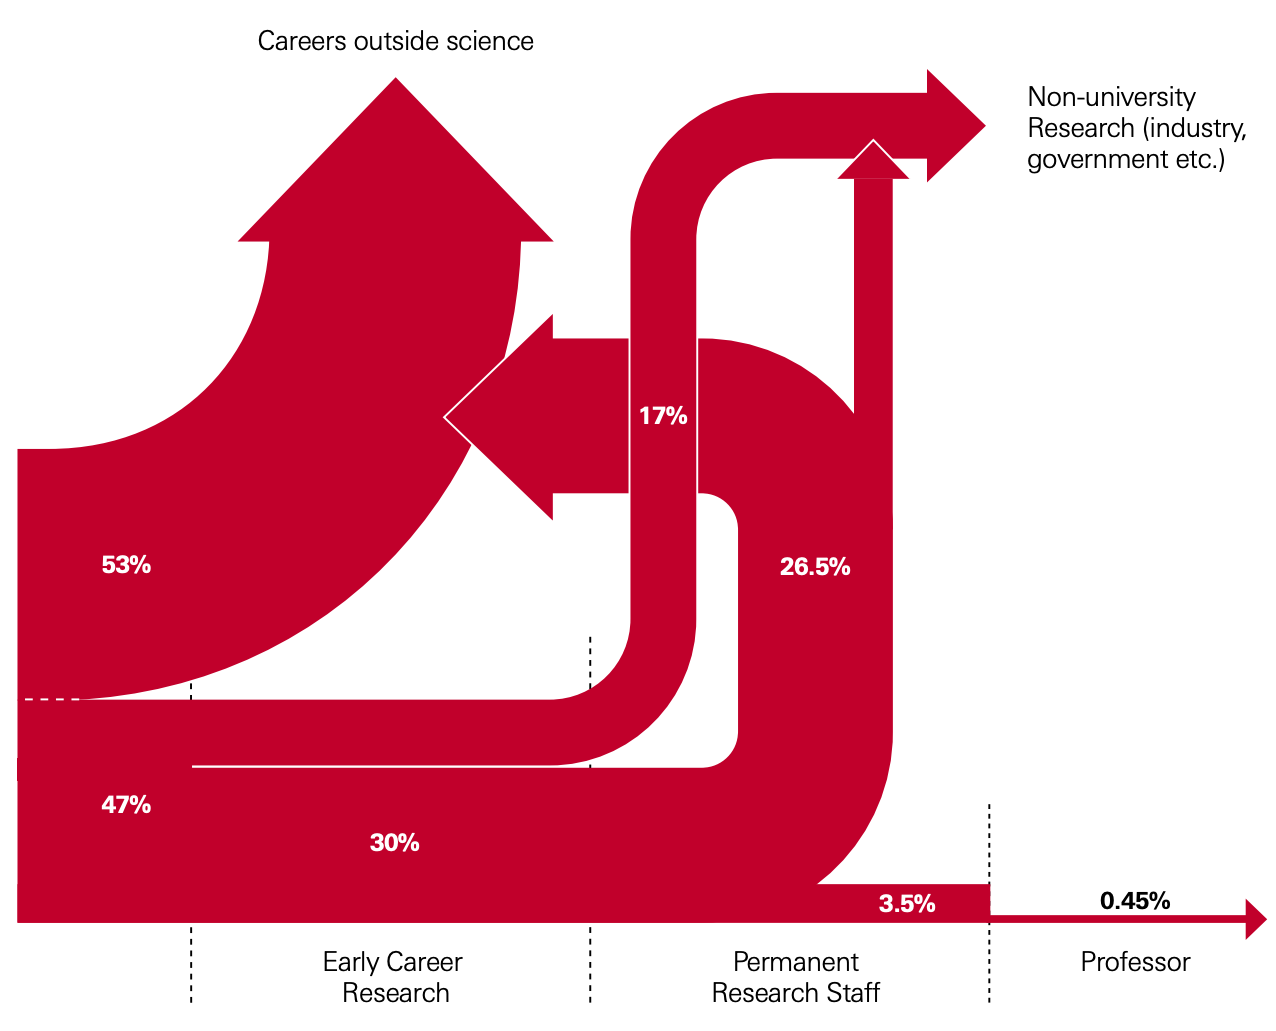 Careers outside science
Non-university
Research (industry,
government etc.)
17%
53%
26.5%
47%
30%
3.5%
0.45%
Early Career
Research
Permanent
Research Staff
Professor